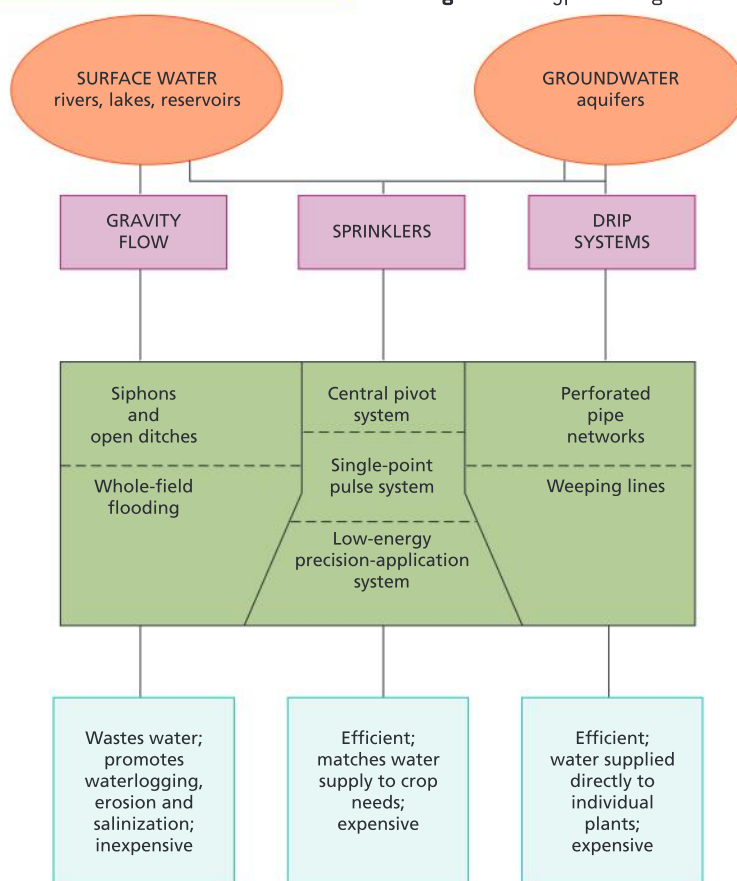 SURFACE WATER
rivers, lakes, reservoirs
GROUNDWATER
aquifers
GRAVITY
FLOW
SPRINKLERS
DRIP
SYSTEMS
Siphons
and
open ditches
Whole-field
flooding
Central pivot
system
Single-point
pulse system
Low-energy
precision-application
system
Perforated
pipe
networks
Weeping lines
Wastes water;
promotes
waterlogging,
erosion and
salinization;
inexpensive
Efficient;
matches water
supply to crop
needs;
expensive
Efficient;
water supplied
directly to
individual
plants;
expensive